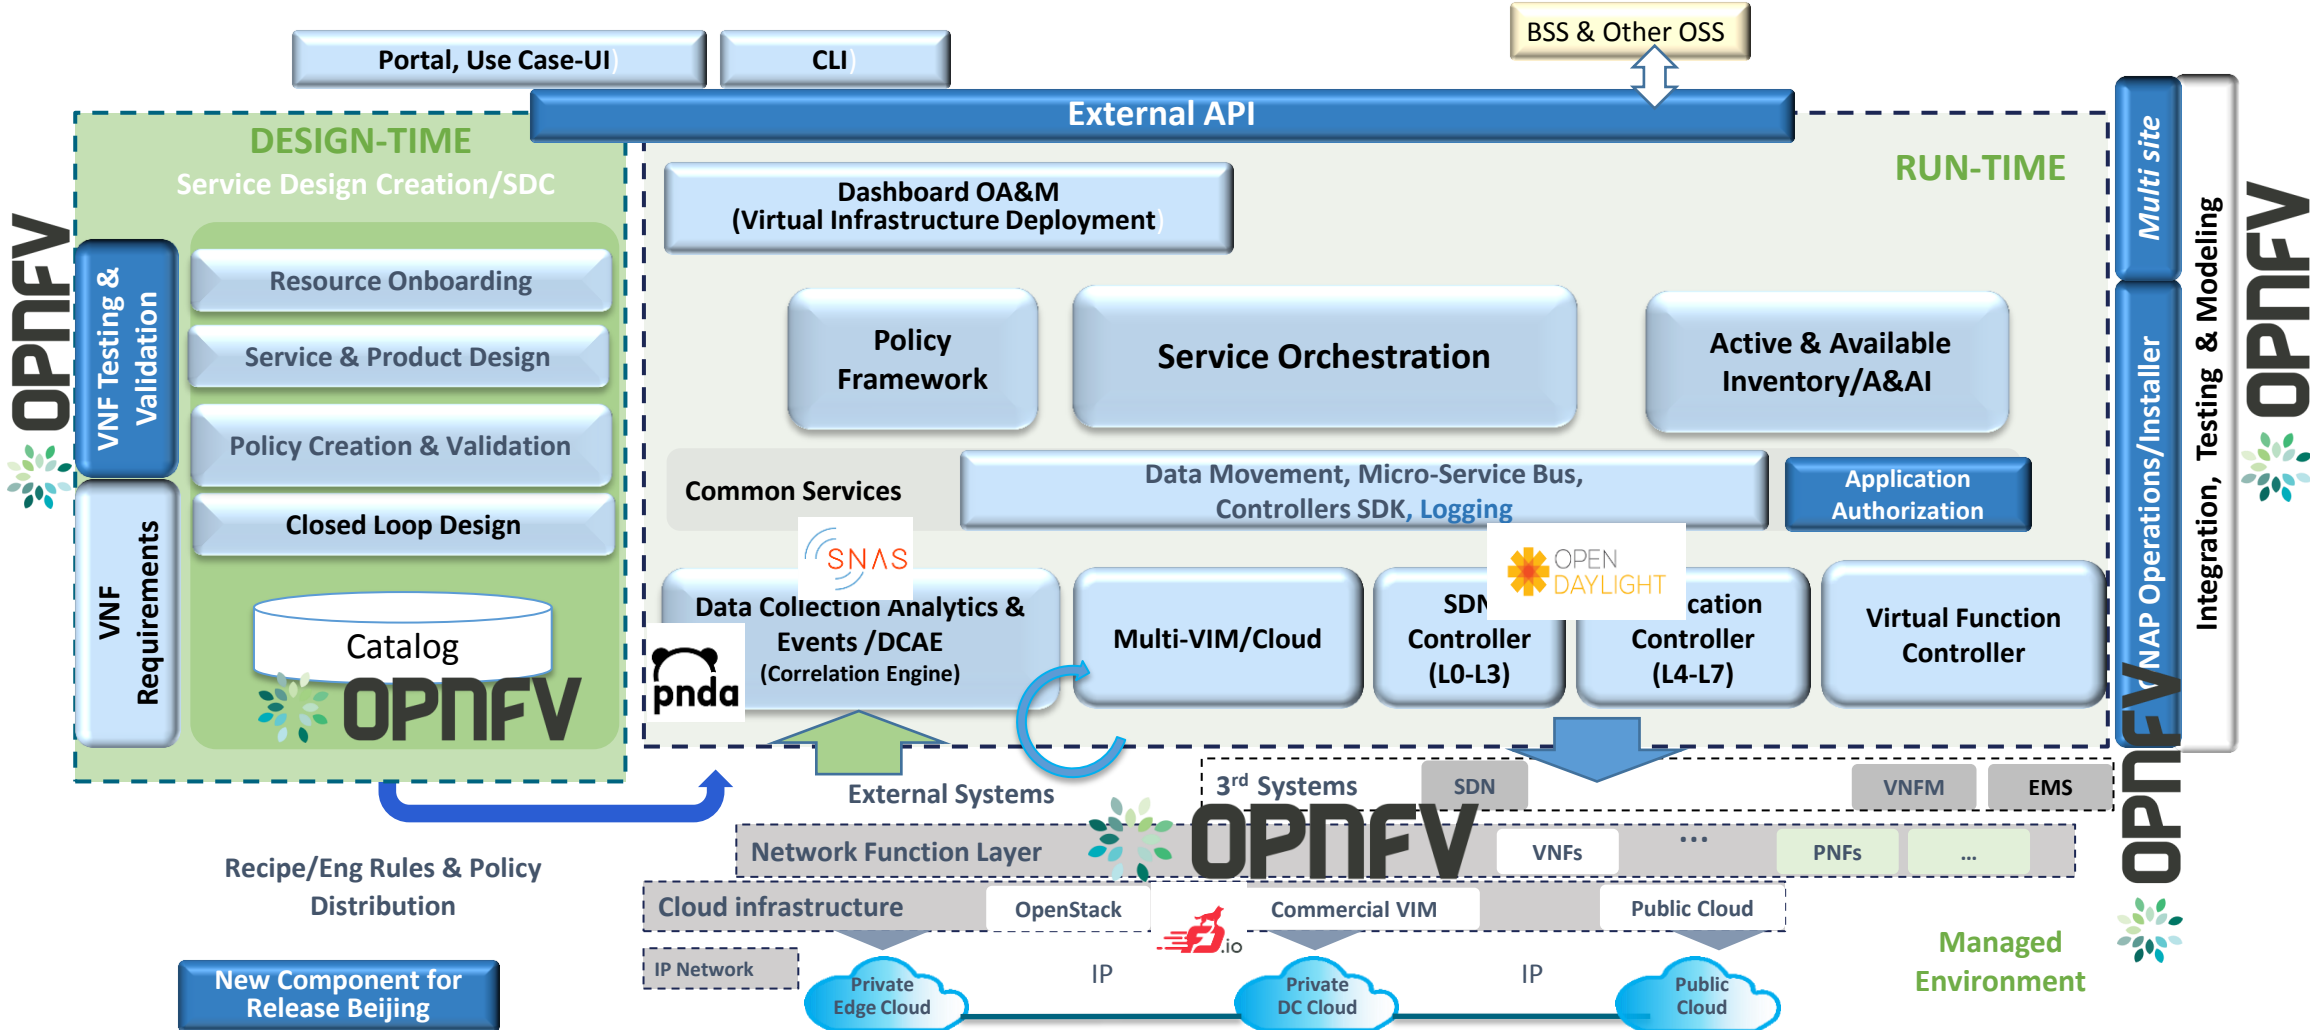 BSS & Other OSS
Portal, Use Case-UI)
CLI)
External API
DESIGN-TIME
Service Design Creation/SDC
RUN-TIME
Dashboard OA&M
(Virtual Infrastructure Deployment)
OPNFV
VNF Testing &
Validation
VNF
Requirements
Resource Onboarding
Service & Product Design
Policy Creation & Validation
Closed Loop Design
Catalog
OPNFV
Policy
Framework
Service Orchestration
Active & Available
Inventory/A&AI
Common Services
Data Movement, Micro-Service Bus,
Controllers SDK, Logging
Application
Authorization
SNAS
OPEN
DAYLIGHT
Data Collection Analytics &
Events /DCAE
(Correlation Engine)
pnda
Multi-VIM/Cloud
SDN
Controller
(L0-L3)
Controller
(L4-L7)
Virtual Function
Controller
Multi site
Operations/Installer
Integration, Testing & Modeling
OPNFV
OPNFV
External Systems
3rd Systems
SDN
VNFM
EMS
Network Function Layer
OPNFV
VNFs
...
PNFs
...
Recipe/Eng Rules & Policy
Distribution
Cloud infrastructure
OpenStack
.io
Commercial VIM
Public Cloud
IP Network
Private
Edge Cloud
IP
Private
DC Cloud
IP
Public
Cloud
Managed
Environment
New Component for
Release Beijing